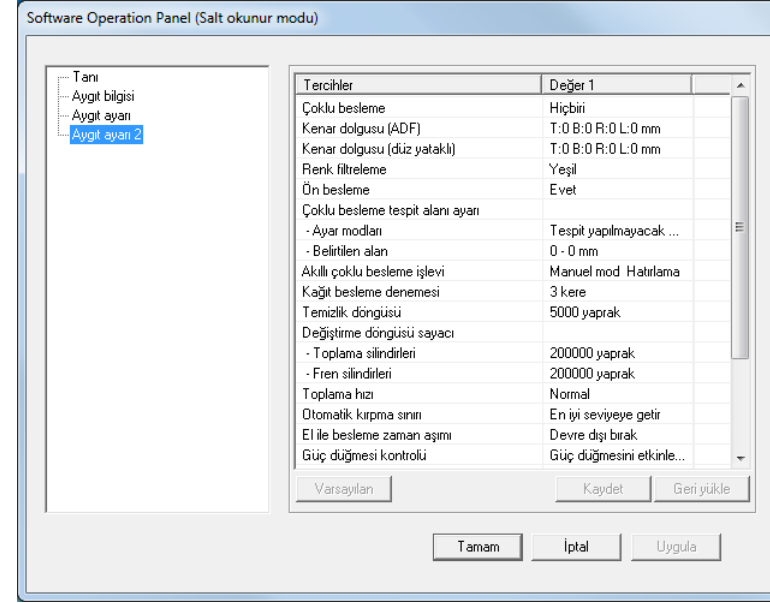 Software Operation Panel (Salt okunur modu)
Tanı
Aygıt bilgisi
Aygıt ayarı
Aygıt ayarı 2
Tercihler Değer 1
Çoklu besleme Hiçbiri
Kenar dolgusu (ADF) T:0 B:0 R:0 L:0 mm
Kenar dolgusu (düz yataklı) T:0 B:0 R:0 L:0 mm
Renk filtreleme Yeşil
Ön besleme Evet
Çoklu besleme tespit alanı ayarı
- Ayar modları Tespit yapılmayacak ...
- Belirtilen alan 0 - 0 mm
Akıllı çoklu besleme işlevi Manuel mod Hatırlama
Kağıt besleme denemesi 3 kere
Temizlik döngüsü 5000 yaprak
Değiştirme döngüsü sayacı
- Toplama silindirleri 200000 yaprak
- Fren silindirleri 200000 yaprak
Toplama hızı Normal
Otomatik kırpma sınırı En iyi seviyeye getir
El ile besleme zaman aşımı Devre dışı bırak
Güç düğmesi kontrolü Güç düğmesini etkinle...
Varsayılan Kaydet Geri yükle
Tamam İptal Uygula